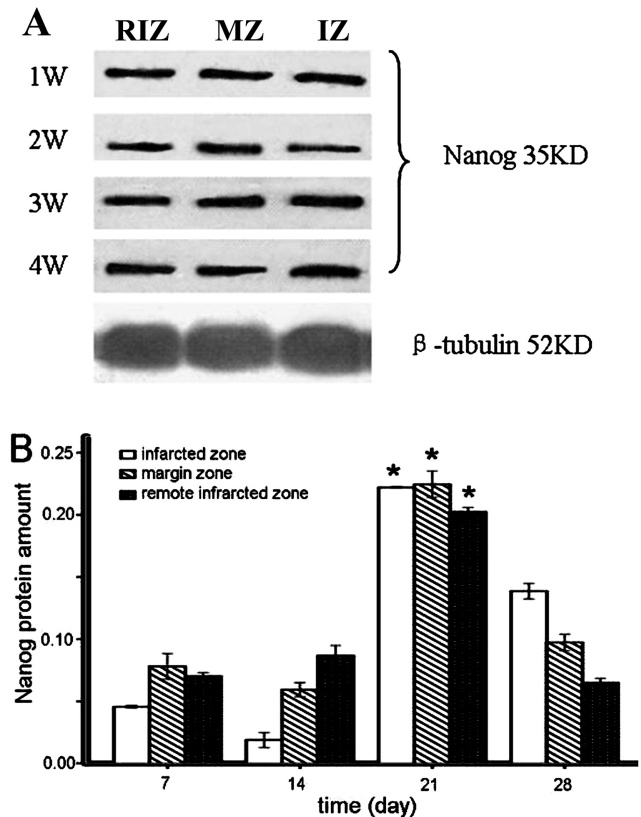 A
RIZ MZ IZ
1W
2W
3W
4W
Nanog 35KD
β-tubulin 52KD
B
infarcted zone
margin zone
remote infrarcted zone
Nanog protein amount
0.25
0.20
0.10
0.00
* * *
7 14 21 28
time (day)